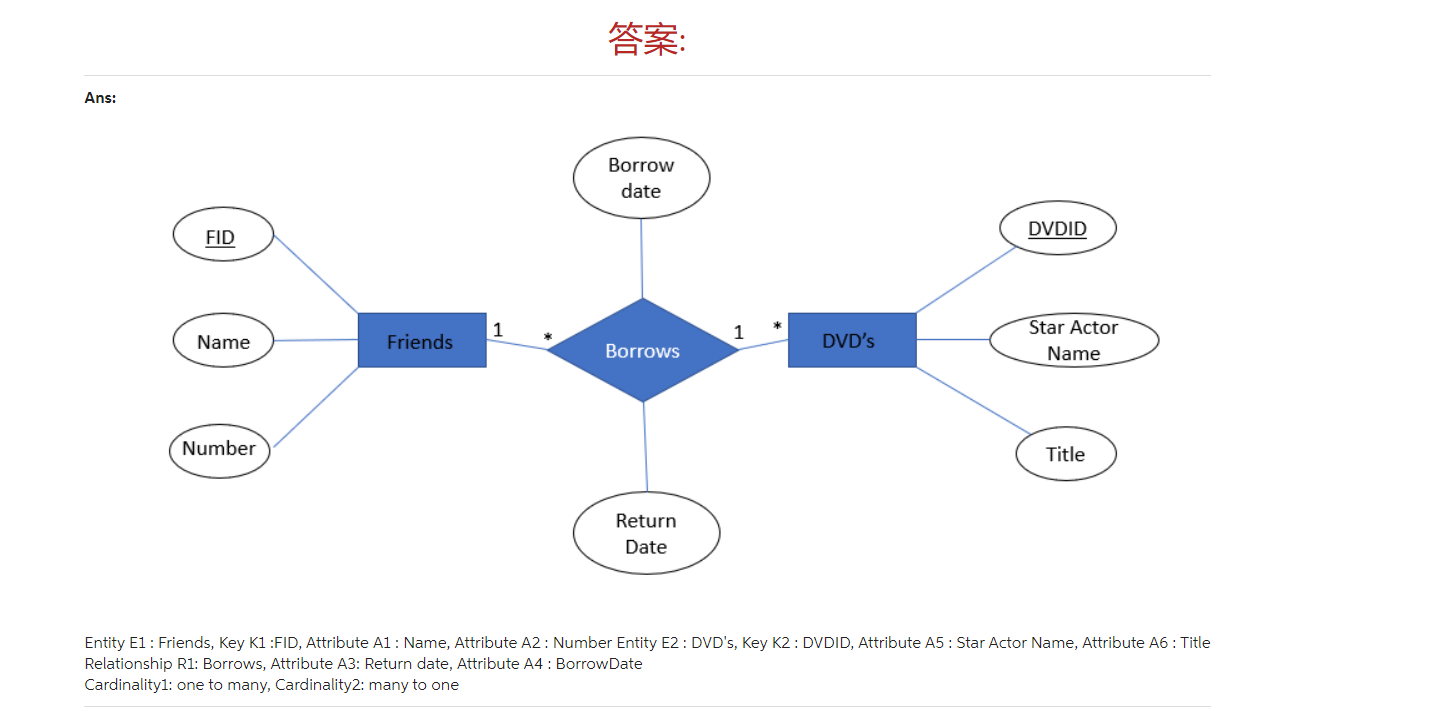 答案:
Ans:
Borrow
date
FID
DVDID
Name
Friends
1
*
Borrows
1
*
DVD’s
Star Actor
Name
Number
Title
Return
Date
Entity E1 : Friends, Key K1 :FID, Attribute A1 : Name, Attribute A2 : Number Entity E2 : DVD's, Key K2 : DVDID, Attribute A5 : Star Actor Name, Attribute A6 : Title
Relationship R1: Borrows, Attribute A3: Return date, Attribute A4 : BorrowDate
Cardinality1: one to many, Cardinality2: many to one